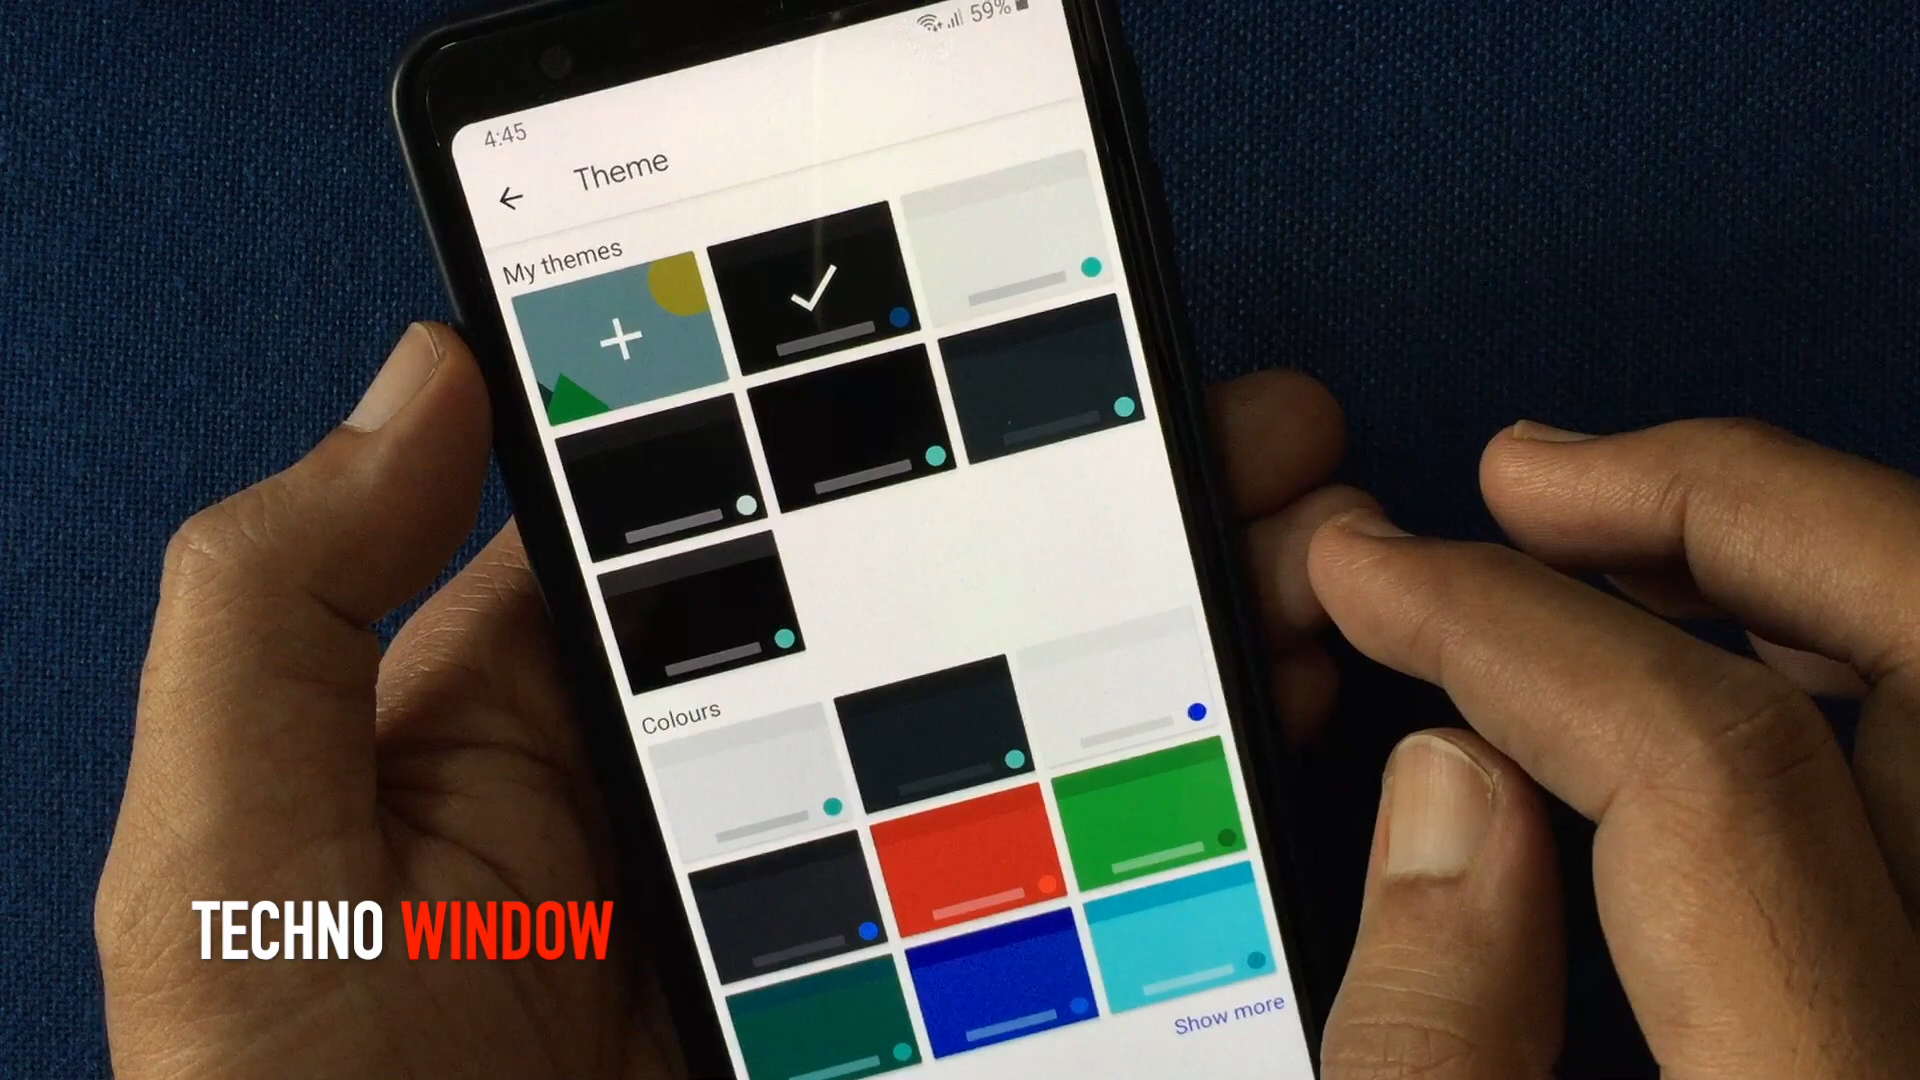 59%
4:45
Theme
My themes
Colours
Show more
TECHNO WINDOW